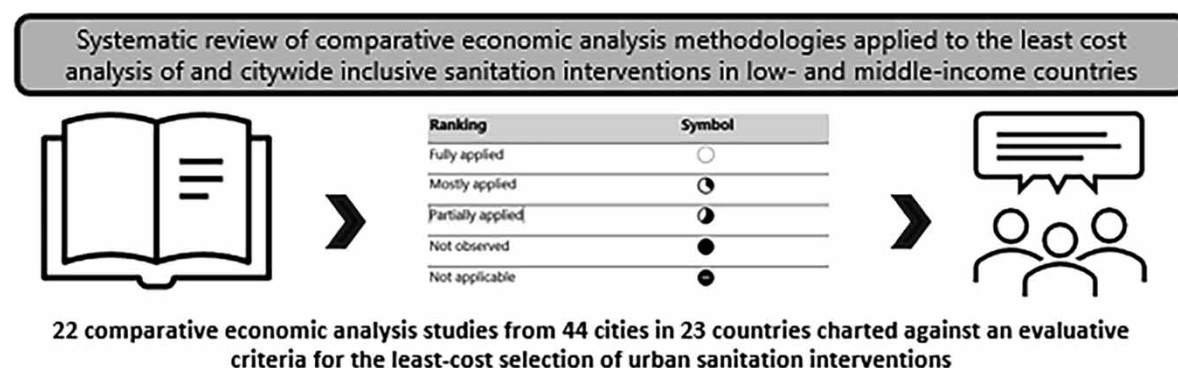 Systematic review of comparative economic analysis methodologies applied to the least cost
analysis of and citywide inclusive sanitation interventions in low- and middle-income countries
Ranking Symbol
Fully applied
Mostly applied
Partially applied
Not observed
Not applicable
22 comparative economic analysis studies from 44 cities in 23 countries charted against an evaluative
criteria for the least-cost selection of urban sanitation interventions